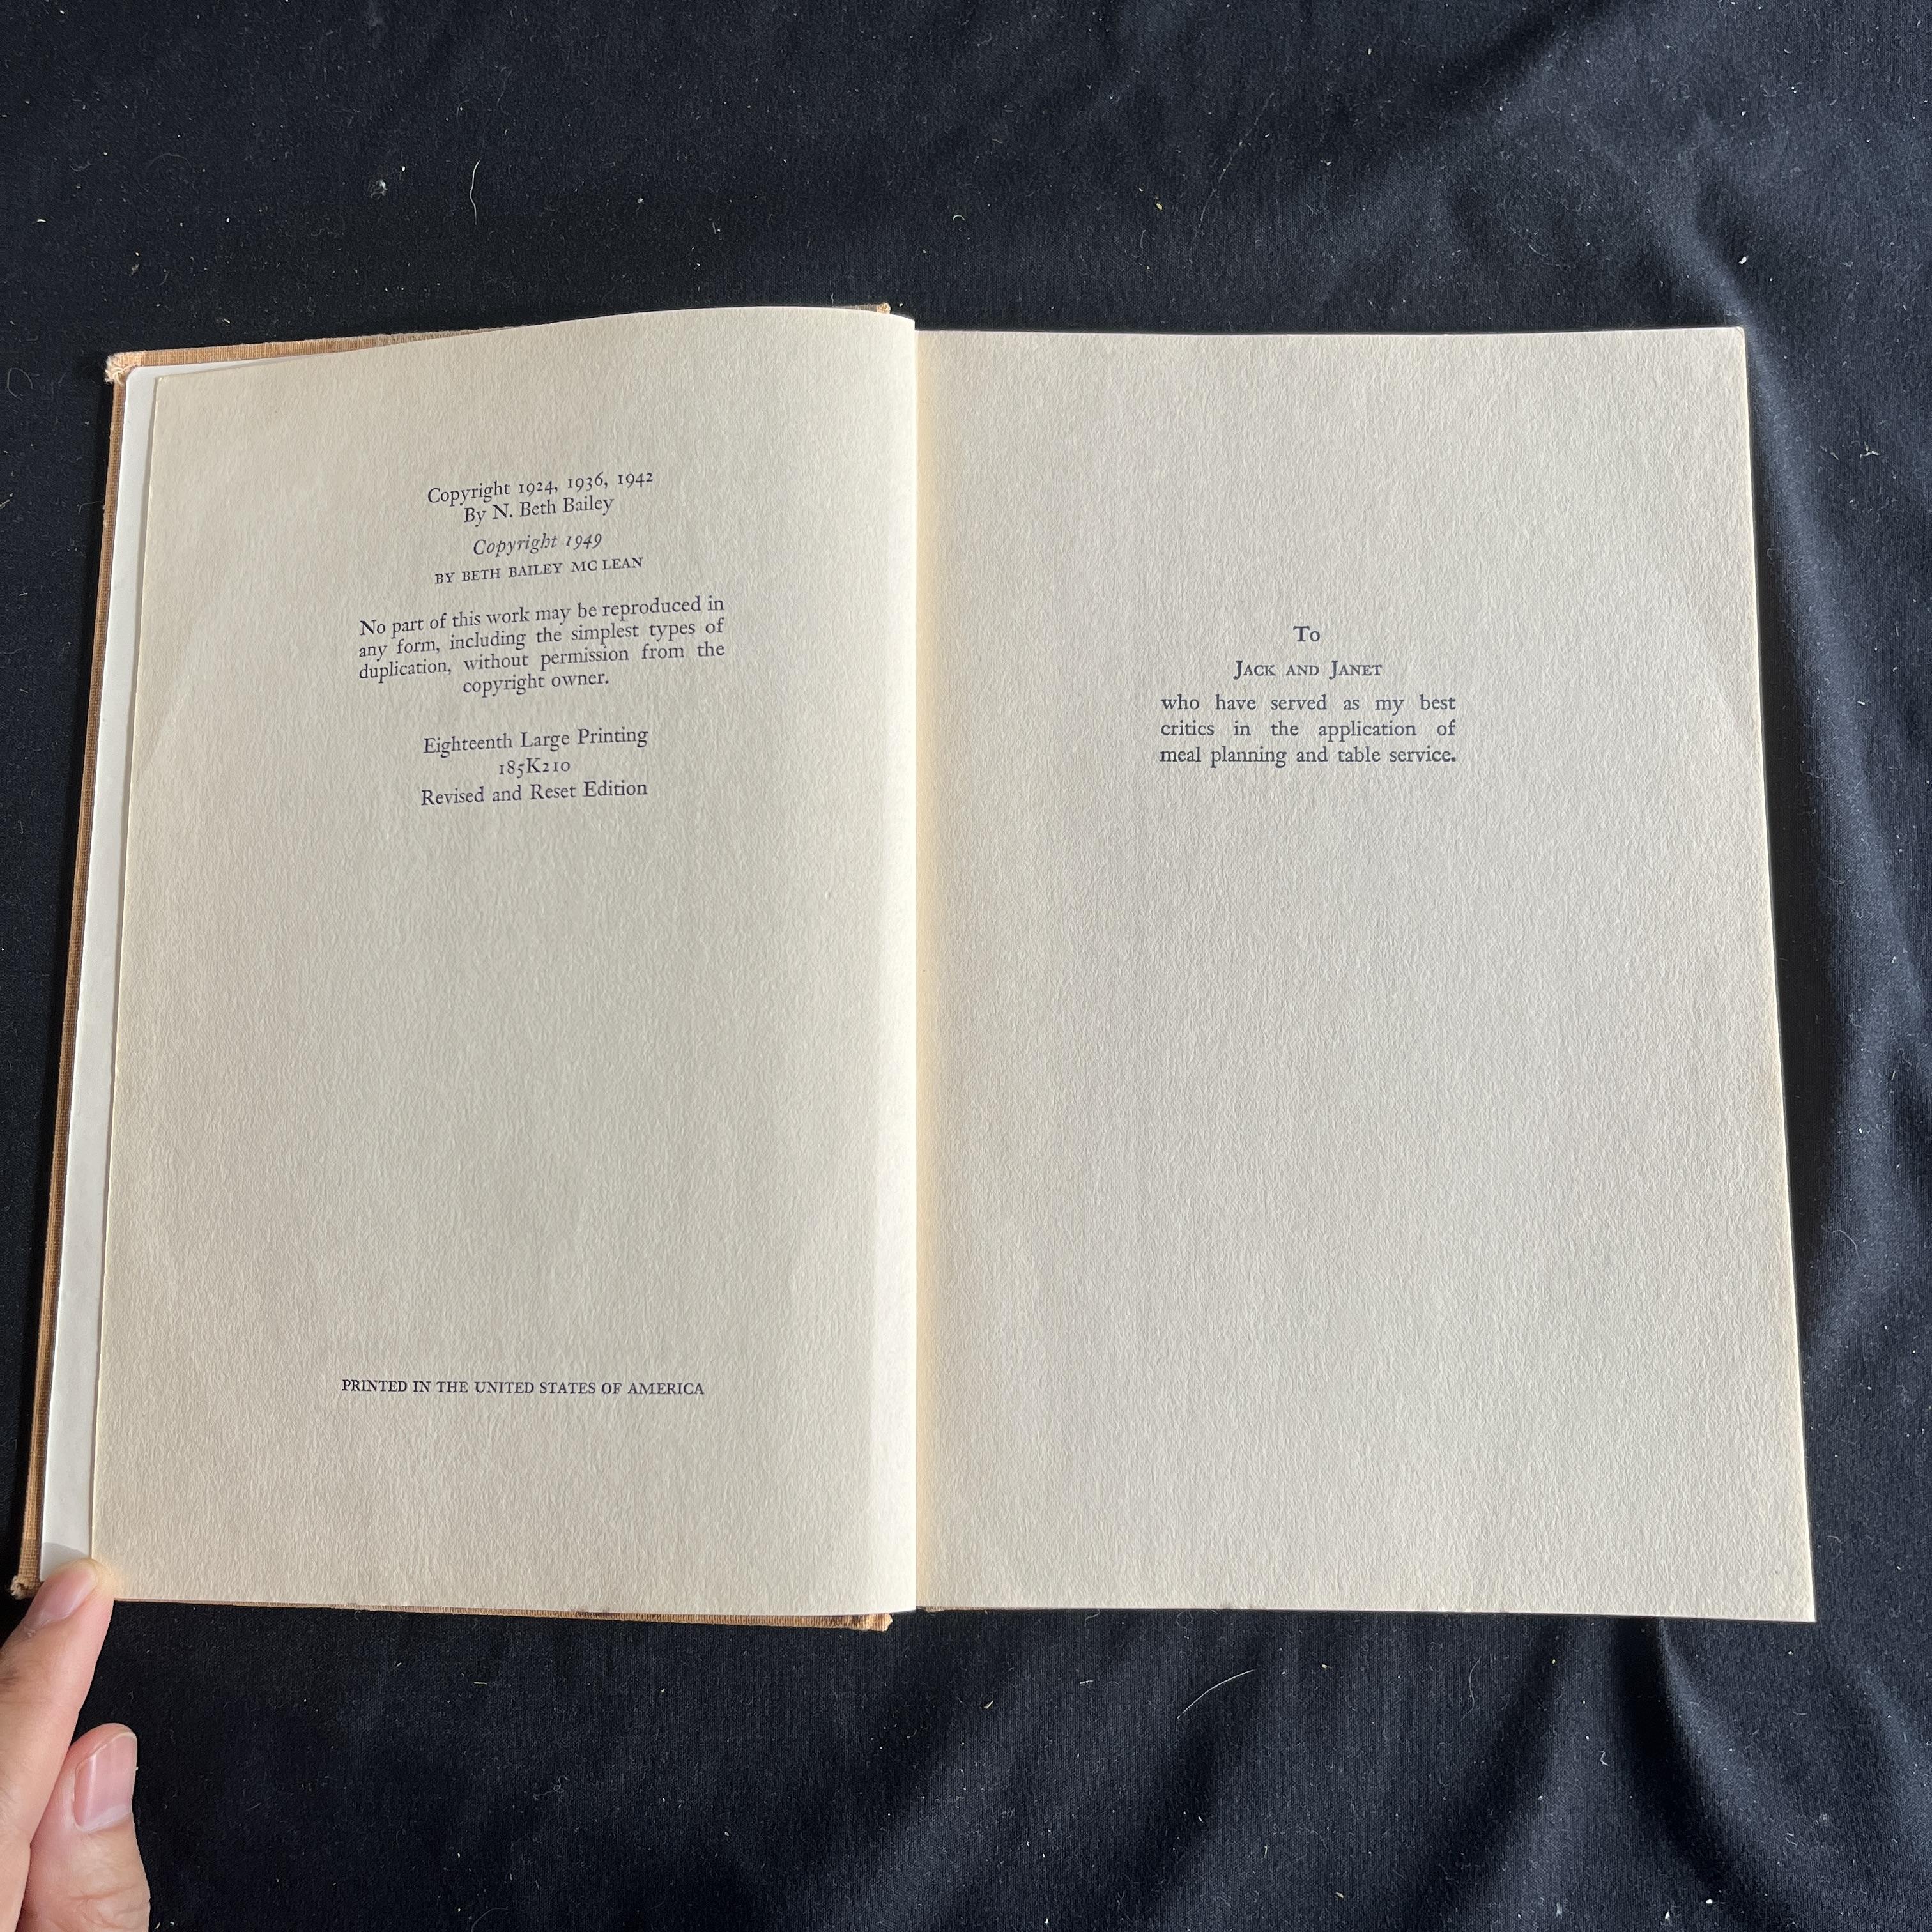 Copyright 1924, 1936, 1942
By N. Beth Bailey
Copyright 1949
BY BETH BAILEY MC LEAN
No part of this work may be reproduced in
any form, including the simplest types of
duplication, without permission from the
copyright owner.
Eighteenth Large Printing
185K210
Revised and Reset Edition
PRINTED IN THE UNITED STATES OF AMERICA
To
JACK AND JANET
who have served as my best
critics in the application of
meal planning and table service.